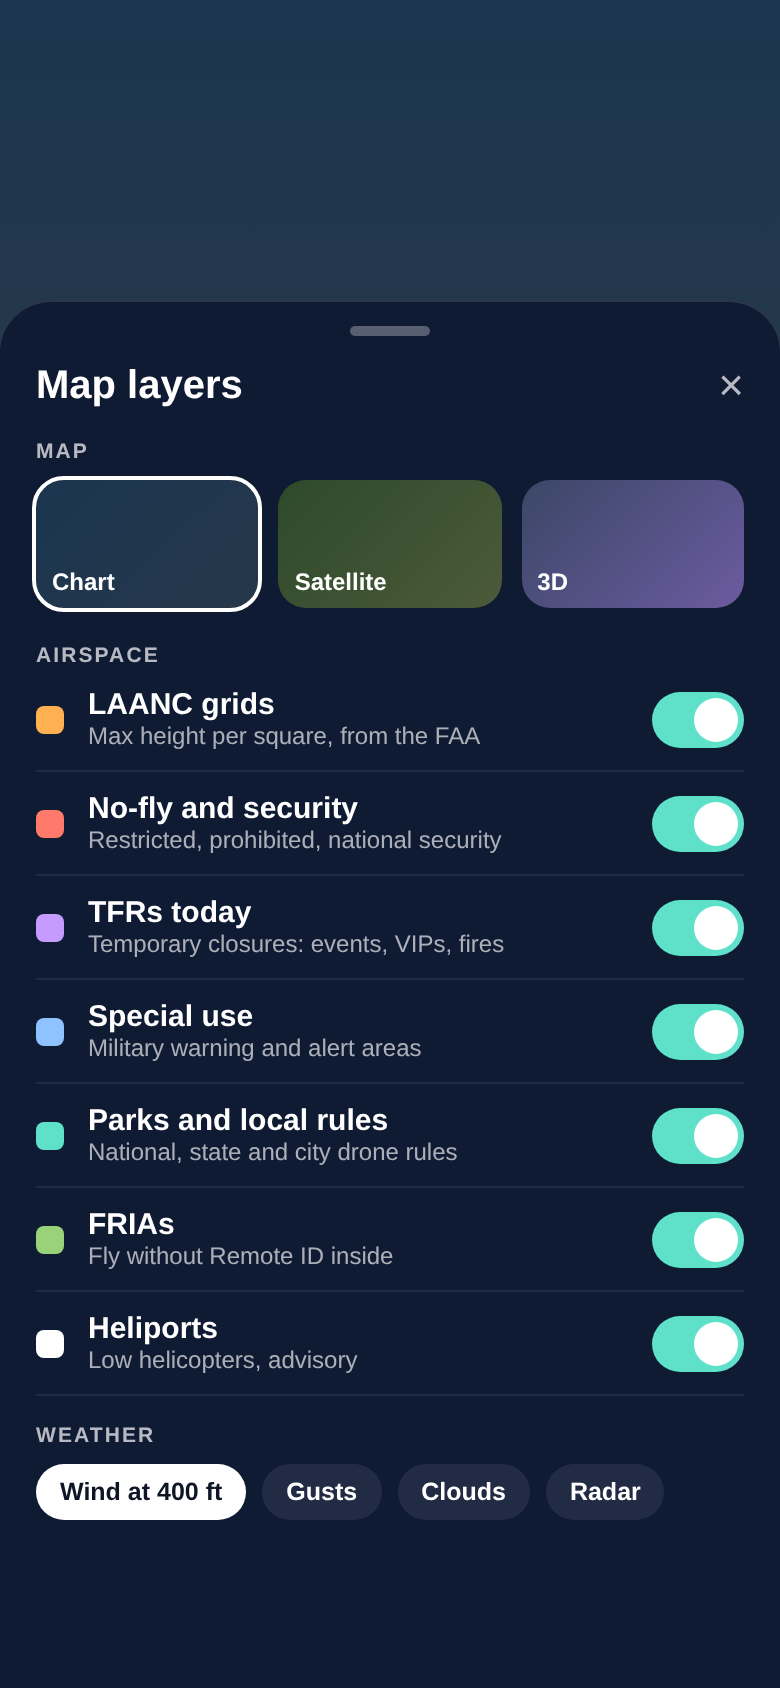 Map layers
MAP
Chart
Satellite
3D
AIRSPACE
LAANC grids
Max height per square, from the FAA
No-fly and security
Restricted, prohibited, national security
TFRs today
Temporary closures: events, VIPs, fires
Special use
Military warning and alert areas
Parks and local rules
National, state and city drone rules
FRIAs
Fly without Remote ID inside
Heliports
Low helicopters, advisory
WEATHER
Wind at 400 ft
Gusts
Clouds
Radar